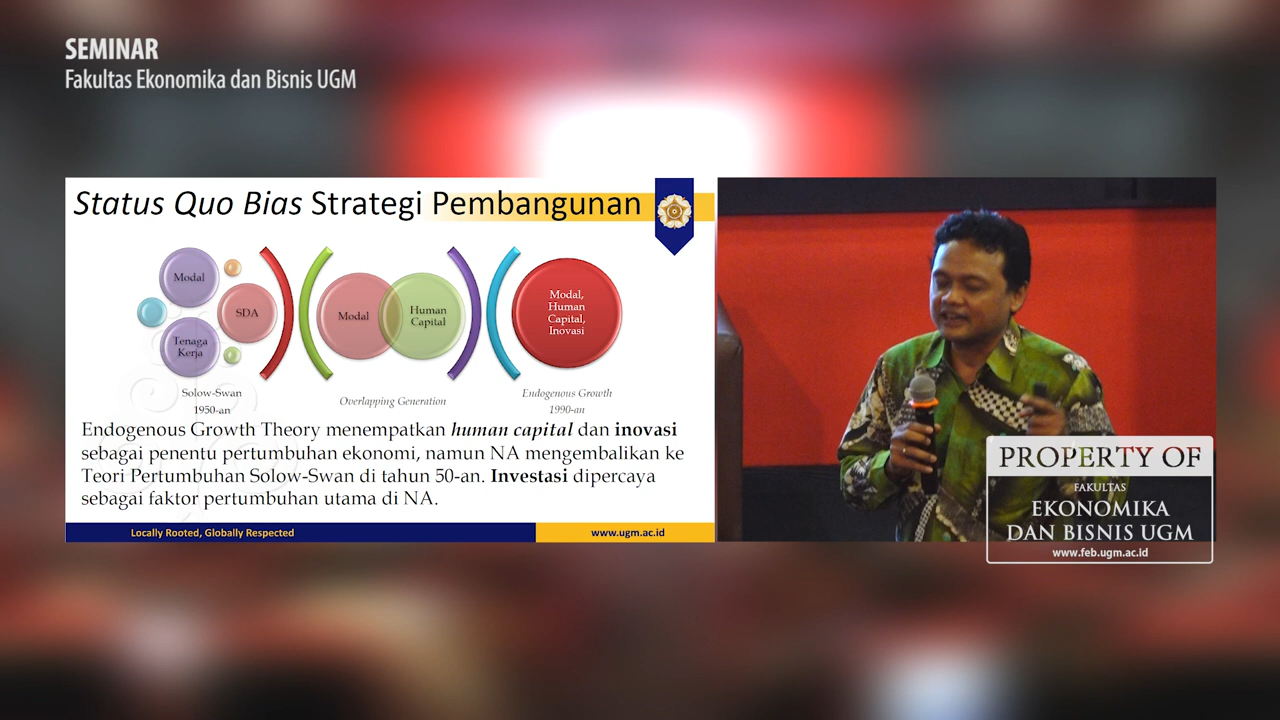 SEMINAR
Fakultas Ekonomika dan Bisnis UGM
Status Quo Bias Strategi Pembangunan
Modal
SDA
Tenaga
Kerja
Solow-Swan
1950-an
Modal
Human
Capital
Overlapping Generation
Modal,
Human
Capital,
Inovasi
Endogenous Growth
1990-an
Endogenous Growth Theory menempatkan human capital dan inovasi
sebagai penentu pertumbuhan ekonomi, namun NA mengembalikan ke
Teori Pertumbuhan Solow-Swan di tahun 50-an. Investasi dipercaya
sebagai faktor pertumbuhan utama di NA.
Locally Rooted, Globally Respected
www.ugm.ac.id
PROPERTY OF
FAKULTAS
EKONOMIKA
DAN BISNIS UGM
www.feb.ugm.ac.id